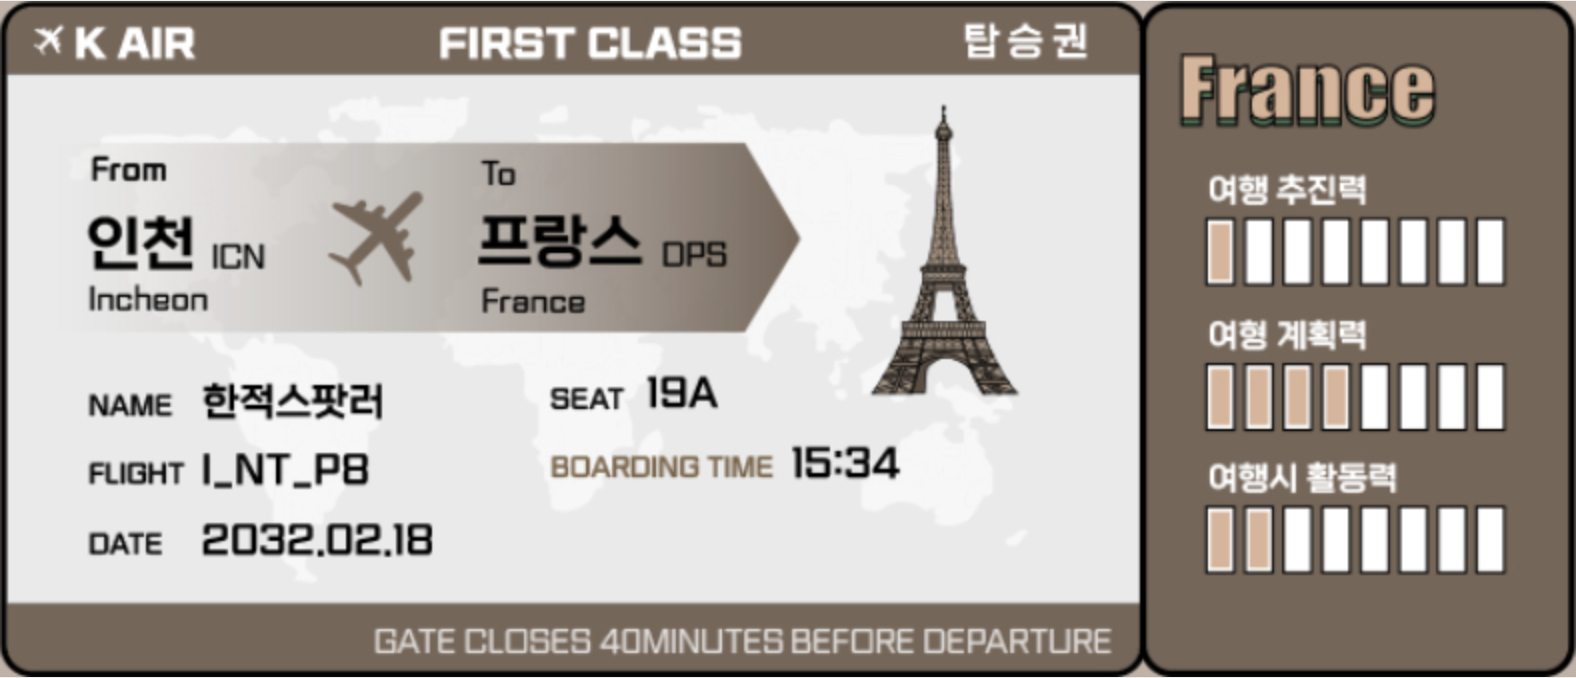 K AIR FIRST CLASS 탑승권
From To
인천 ICN 프랑스 DPS
Incheon France
NAME 한적스팟러 SEAT 19A
FLIGHT I_NT_P8 BOARDING TIME 15:34
DATE 2032.02.18
GATE CLOSES 40MINUTES BEFORE DEPARTURE
France
여행 추진력
여형 계획력
여행시 활동력